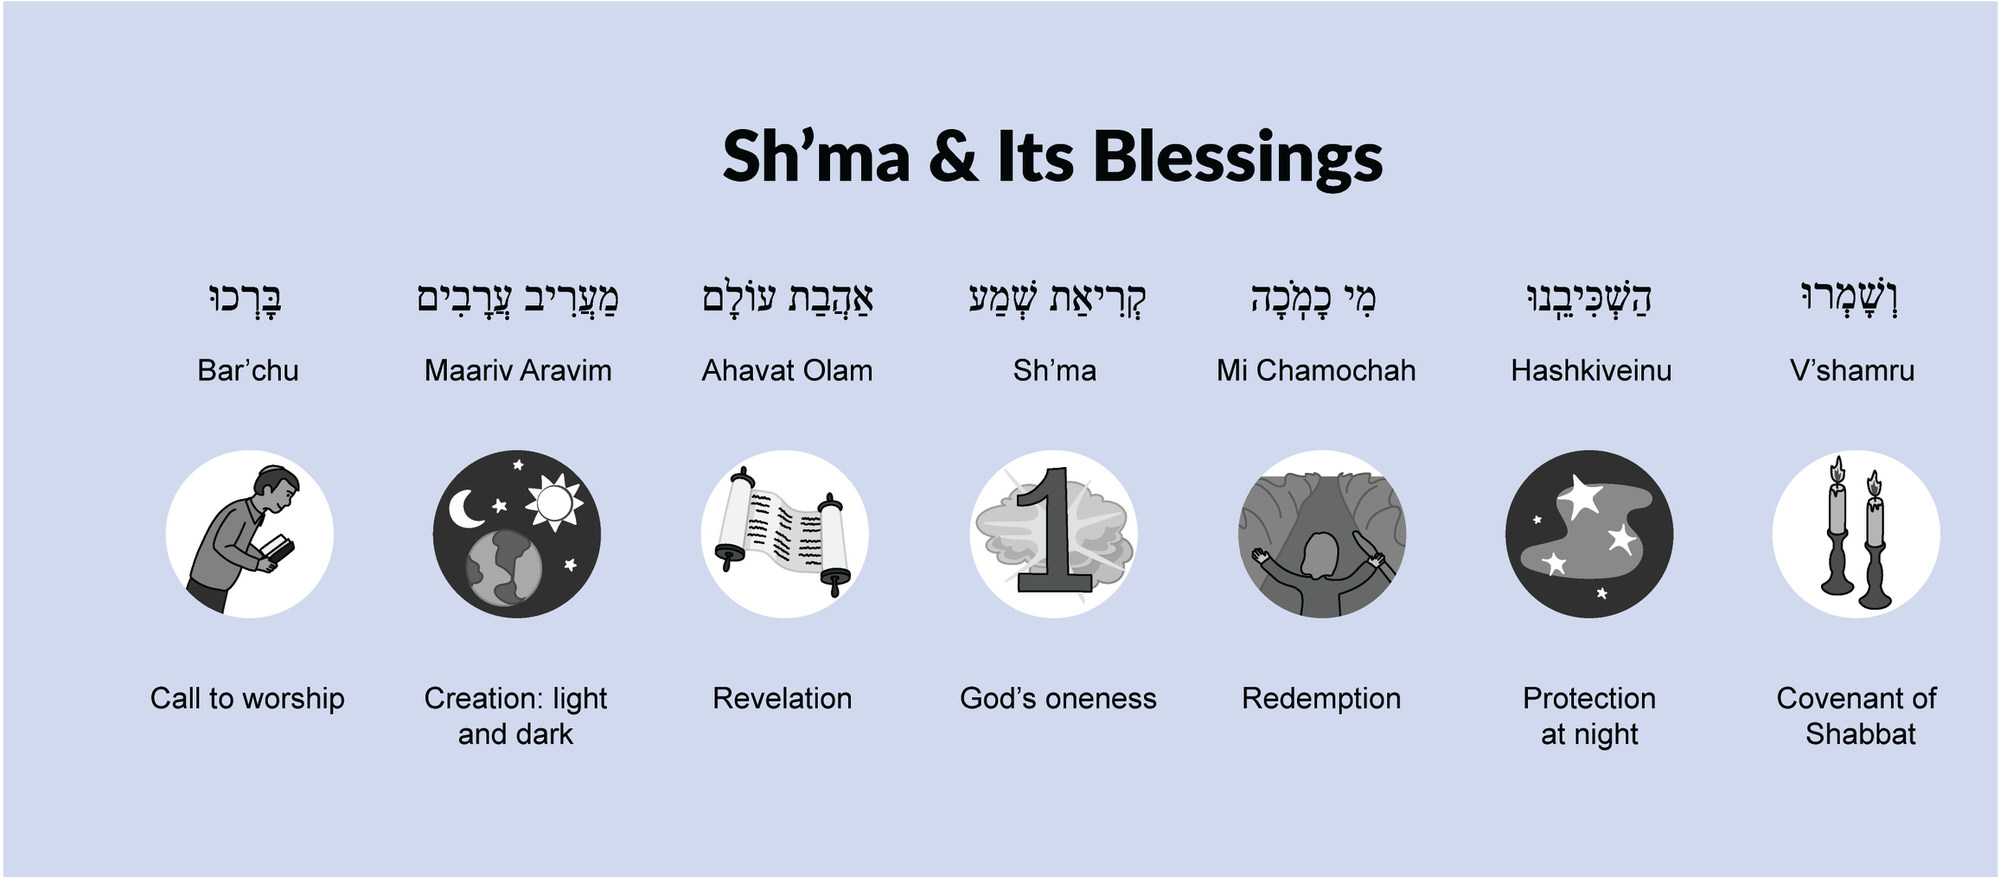 Sh’ma & Its Blessings
בָּרְכוּ
מַעֲרִיב עֲרָבִים
אַהֲבַת עוֹלָם
קְרִיאַת שְׁמַע
מִי כָמֹֽכָה
הַשְׁכִּיבֵֽנוּ
וְשָׁמְרוּ
Bar’chu
Maariv Aravim
Ahavat Olam
Sh’ma
Mi Chamochah
Hashkiveinu
V’shamru
1
Call to worship
Creation: light
and dark
Revelation
God’s oneness
Redemption
Protection
at night
Covenant of
Shabbat